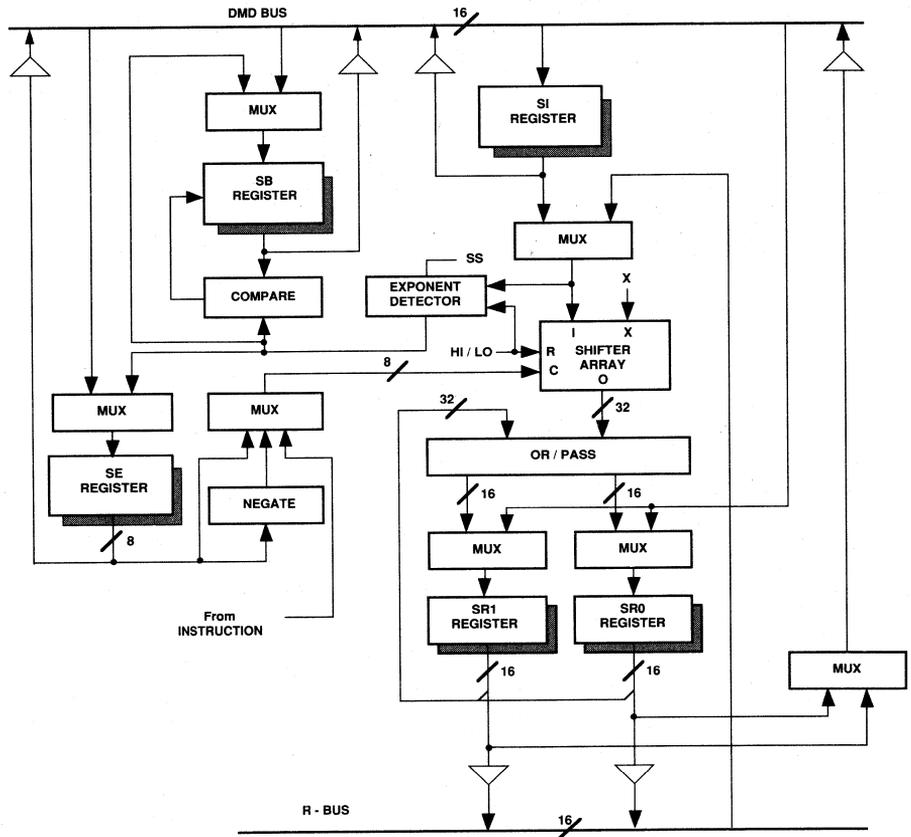 DMD BUS
16
MUX
SI
REGISTER
SB
REGISTER
MUX
SS
X
COMPARE
EXPONENT
DETECTOR
I
X
HI / LO
R
SHIFTER
ARRAY
C
O
8
32
32
MUX
MUX
OR / PASS
SE
REGISTER
16
16
NEGATE
8
MUX
MUX
SR1
REGISTER
SR0
REGISTER
From
INSTRUCTION
16
16
MUX
R - BUS
16